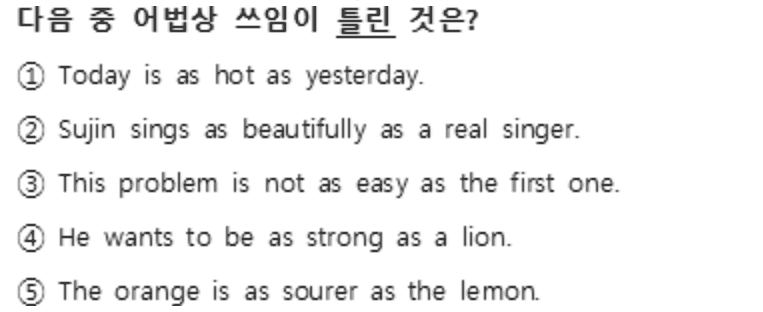 다음 중 어법상 쓰임이 틀린 것은?
① Today is as hot as yesterday.
② Sujin sings as beautifully as a real singer.
③ This problem is not as easy as the first one.
④ He wants to be as strong as a lion.
⑤ The orange is as sourer as the lemon.